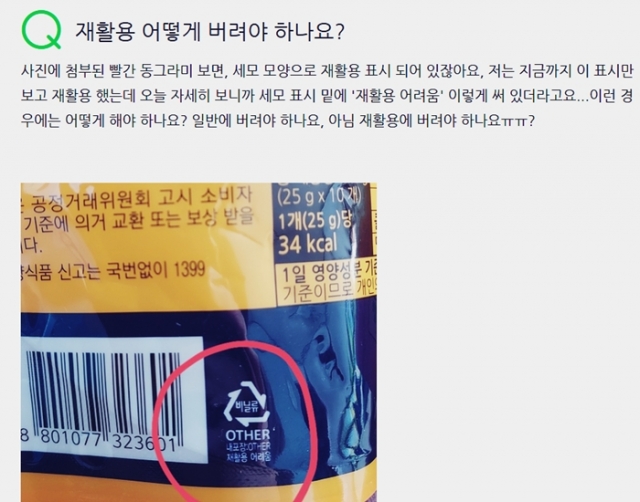 재활용 어떻게 버려야 하나요?
사진에 첨부된 빨간 동그라미 보면, 세모 모양으로 재활용 표시 되어 있잖아요, 저는 지금까지 이 표시만
보고 재활용 했는데 오늘 자세히 보니까 세모 표시 밑에 '재활용 어려움' 이렇게 써 있더라고요...이런 경
우에는 어떻게 해야 하나요? 일반에 버려야 하나요, 아님 재활용에 버려야 하나요ㅠㅠ?
공정거래위원회 고시 소비자
기준에 의거 교환 또는 보상 받을
다.
식품 신고는 국번없이 1399
(25 g x 10개)
1개(25 g)당
34 kcal
1일 영양성분 기준
기준이므로 개인
8 801077 323601
비닐류
OTHER
내포장:OTHER
재활용 어려움